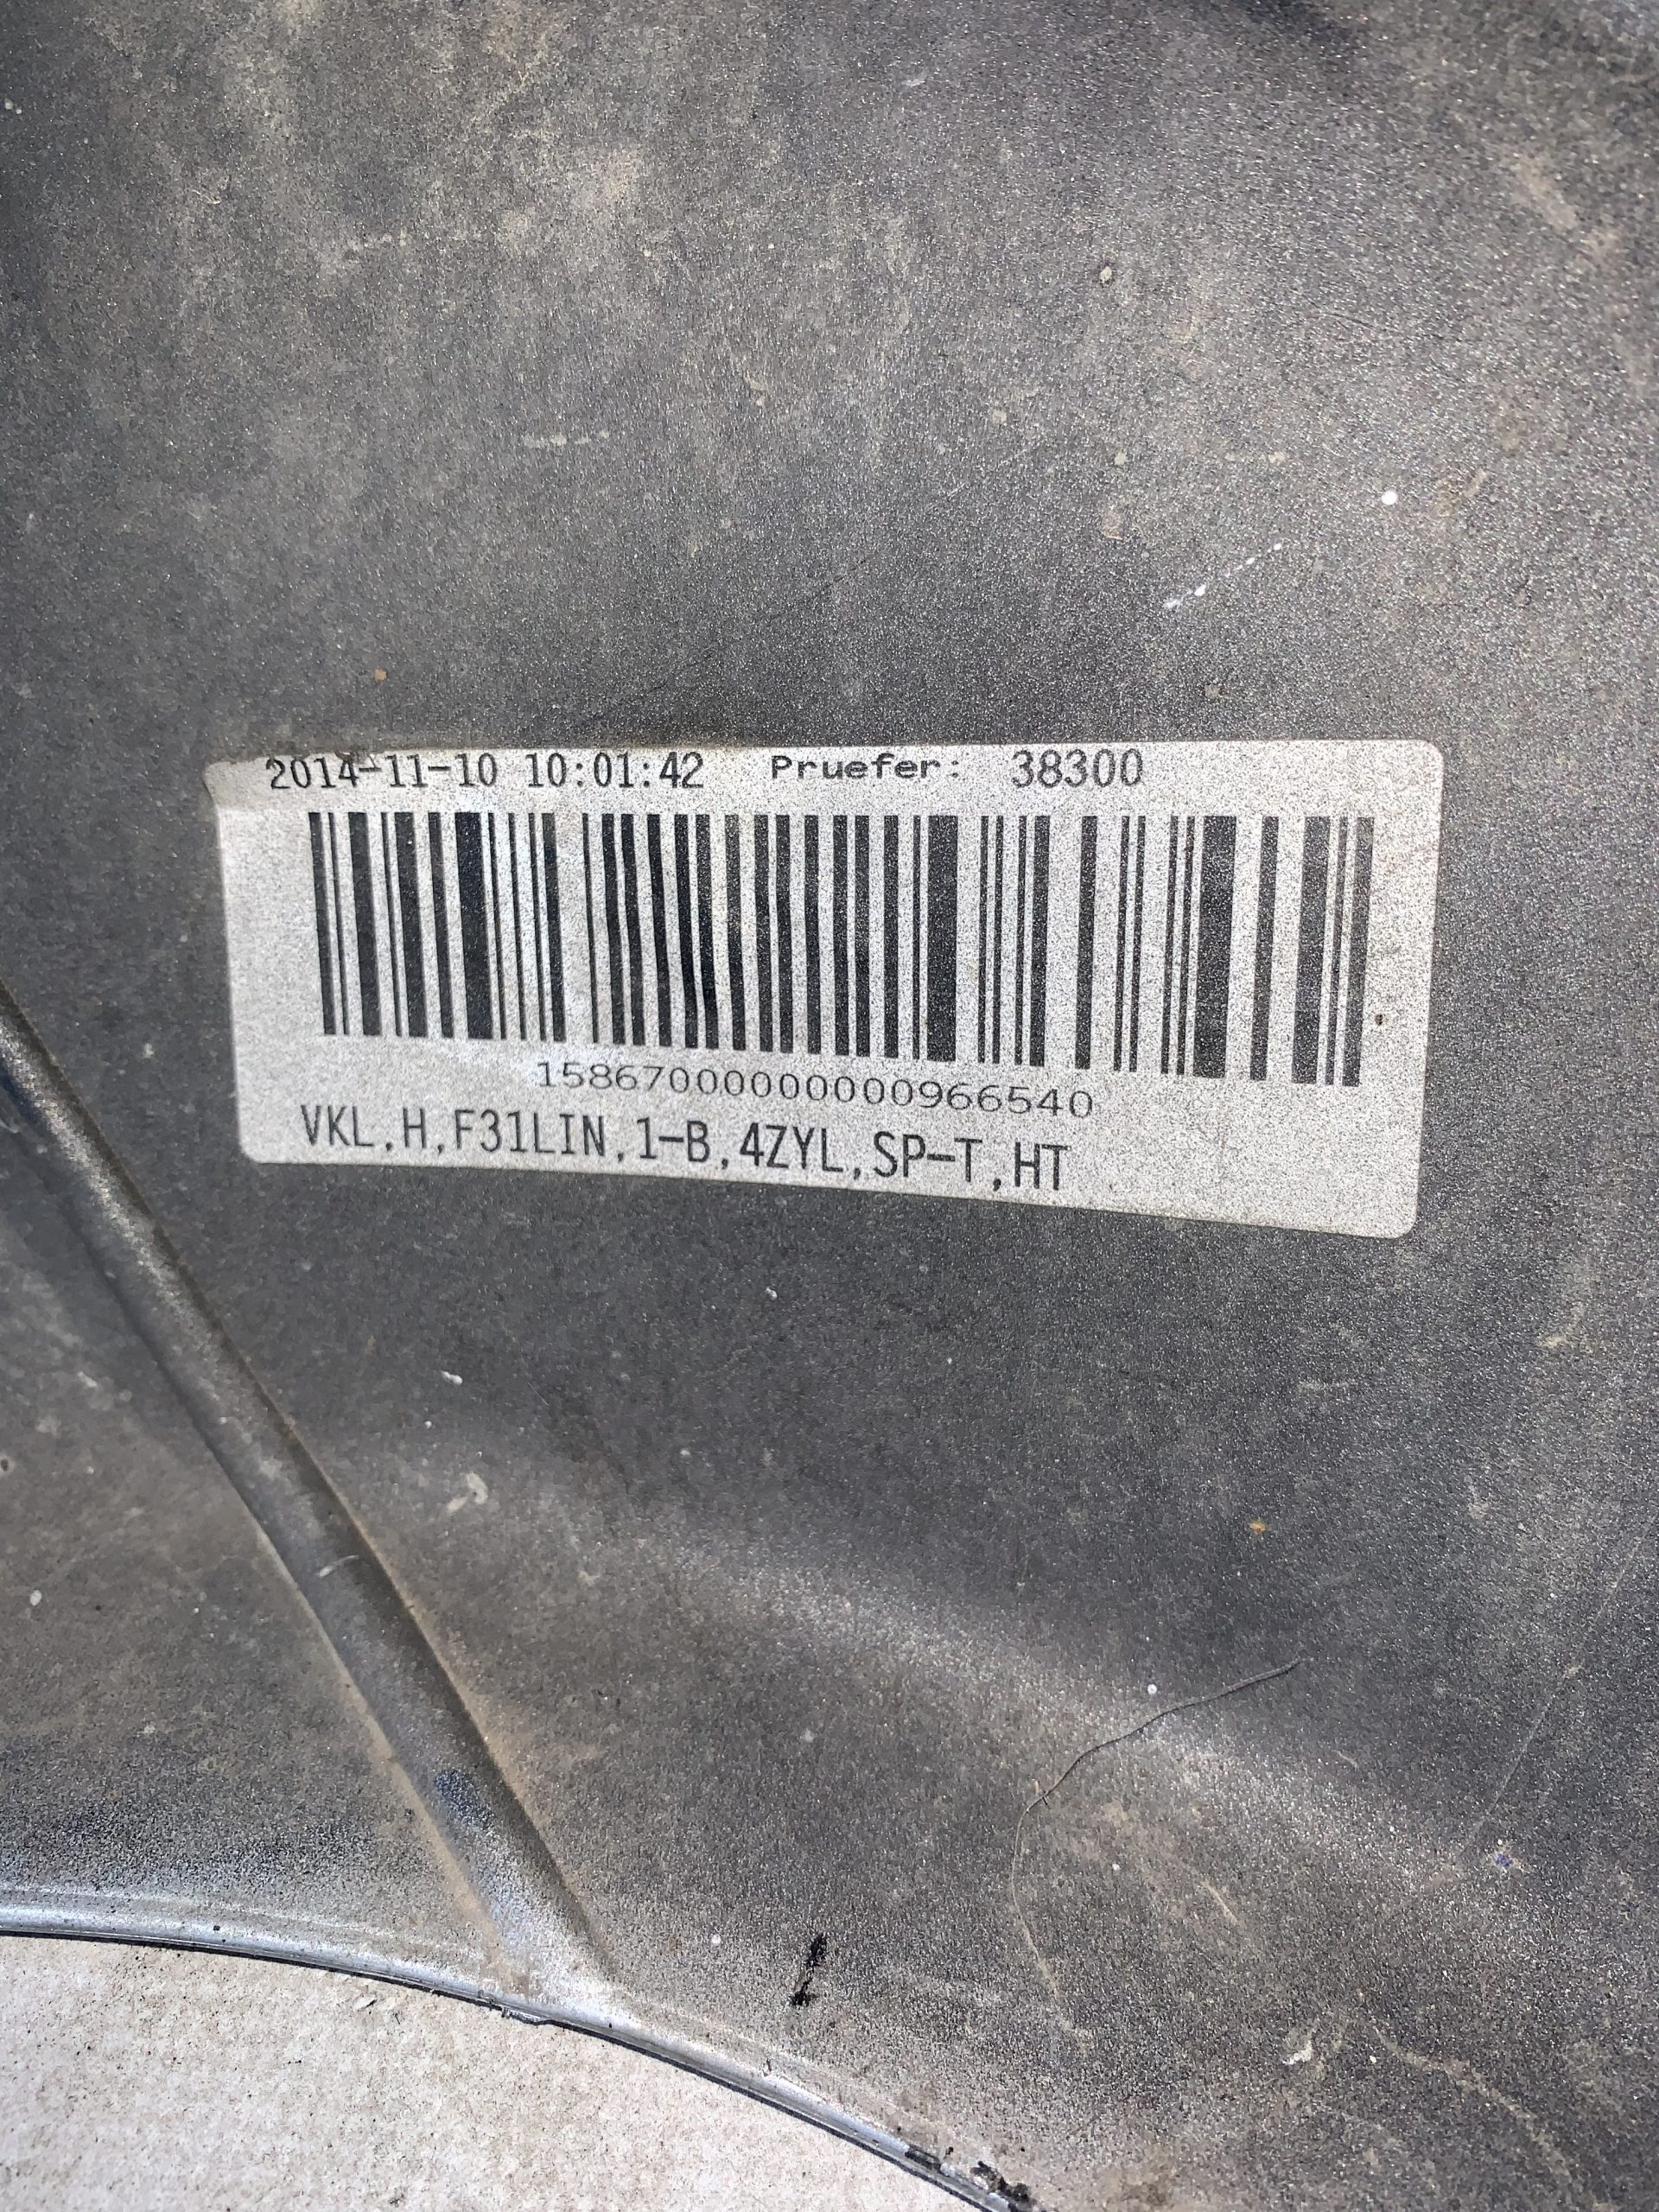 2014-11-10 10:01:42 Pruefer: 38300
15867000000000966540
VKL,H,F31LIN,1-B,4ZYL,SP-T,HT